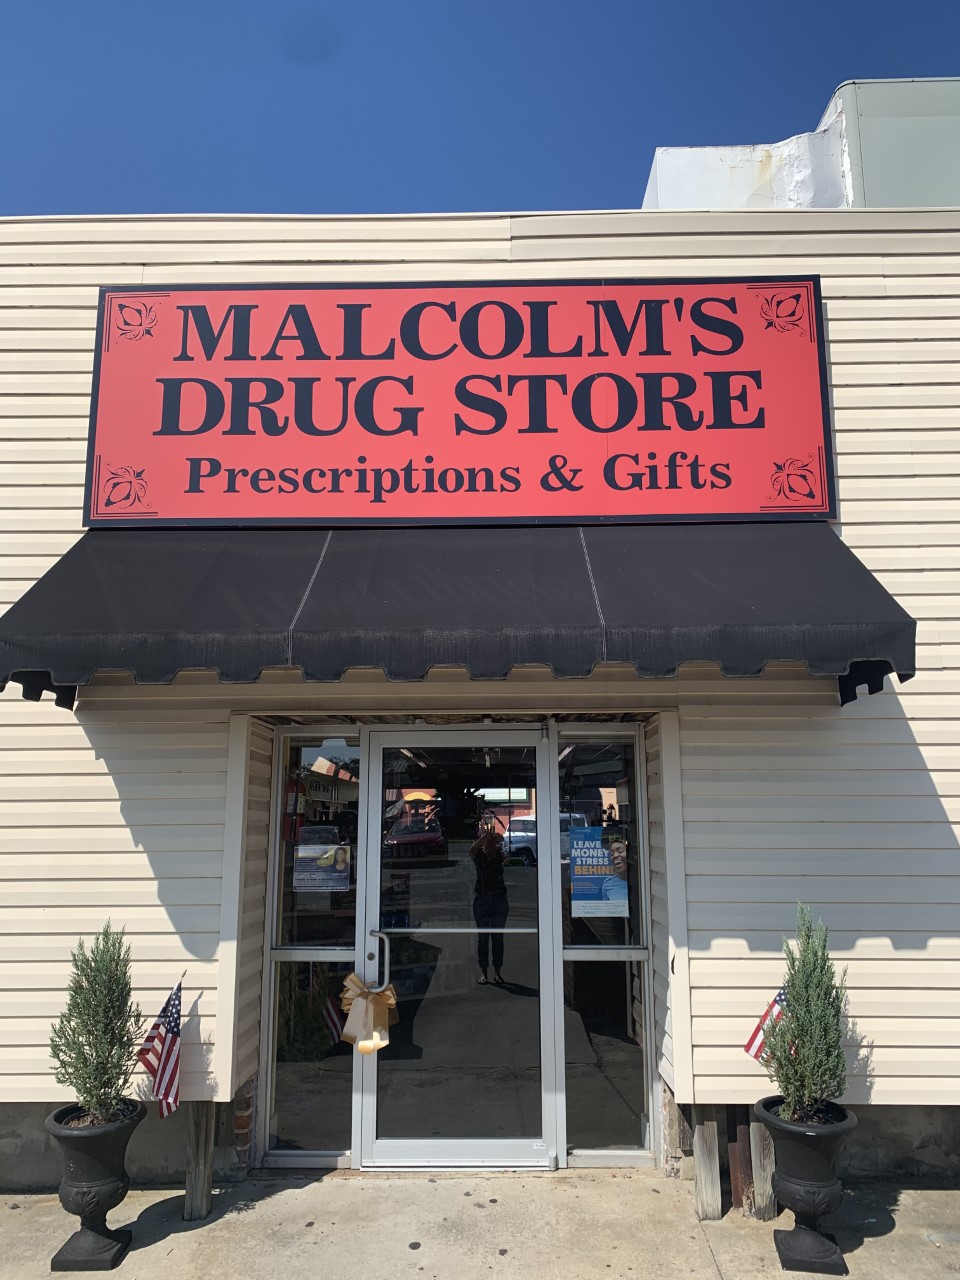 MALCOLM'S
DRUG STORE
Prescriptions & Gifts
LEAVE
MONEY
STRESS
BEHIND